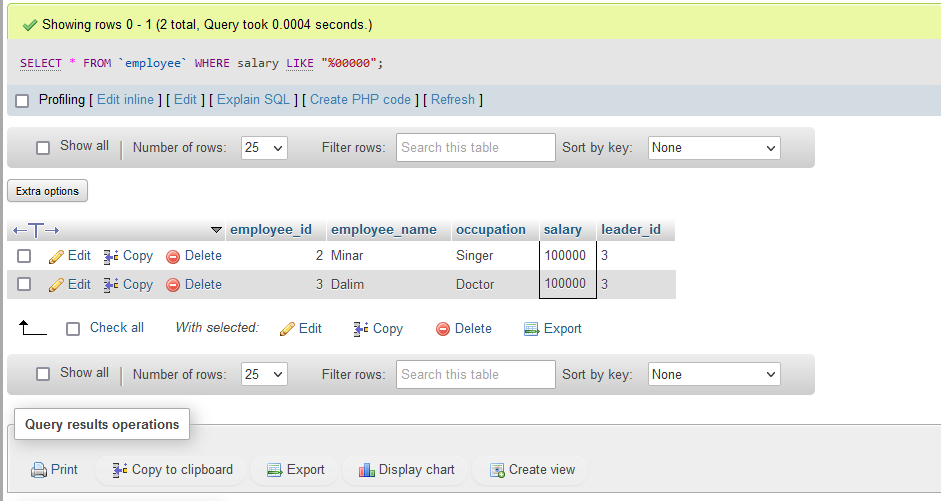 Showing rows 0 - 1 (2 total, Query took 0.0004 seconds.)
SELECT * FROM `employee` WHERE salary LIKE "%00000";
Profiling [ Edit inline ] [ Edit ] [ Explain SQL ] [ Create PHP code ] [ Refresh ]
Show all Number of rows: 25 Filter rows: Search this table Sort by key: None
Extra options
employee_id employee_name occupation salary leader_id
Edit Copy Delete 2 Minar Singer 100000 3
Edit Copy Delete 3 Dalim Doctor 100000 3
Check all With selected: Edit Copy Delete Export
Show all Number of rows: 25 Filter rows: Search this table Sort by key: None
Query results operations
Print Copy to clipboard Export Display chart Create view